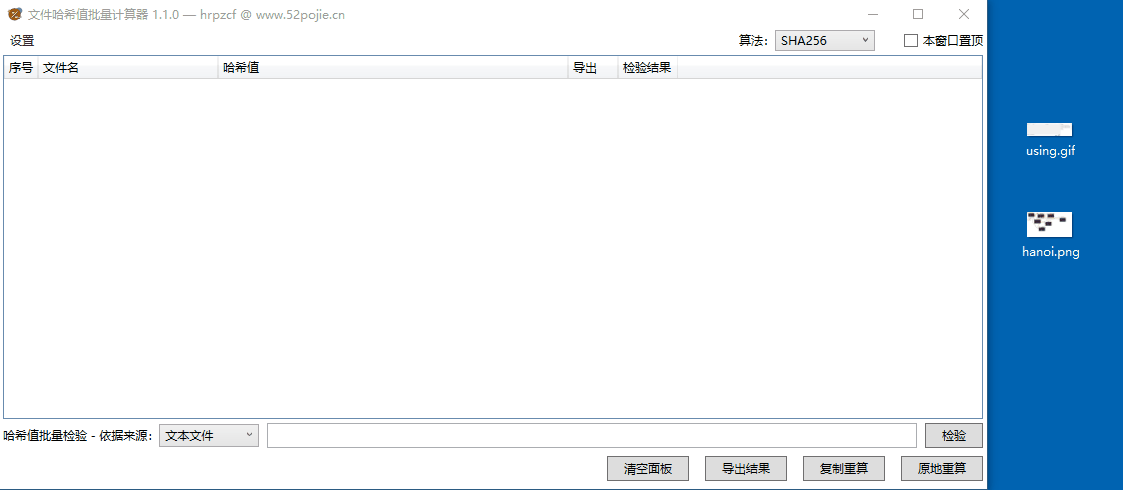 文件哈希值批量计算器 1.1.0 — hrpzcf @ www.52pojie.cn
设置 算法: SHA256 本窗口置顶
序号 文件名 哈希值 导出 检验结果
using.gif
hanoi.png
哈希值批量检验 - 依据来源: 文本文件 检验
清空面板 导出结果 复制重算 原地重算